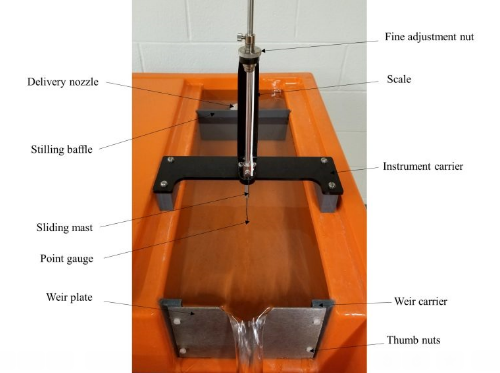 Fine adjustment nut
Delivery nozzle
Scale
Stilling baffle
Instrument carrier
Sliding mast
Point gauge
Weir plate
Weir carrier
Thumb nuts